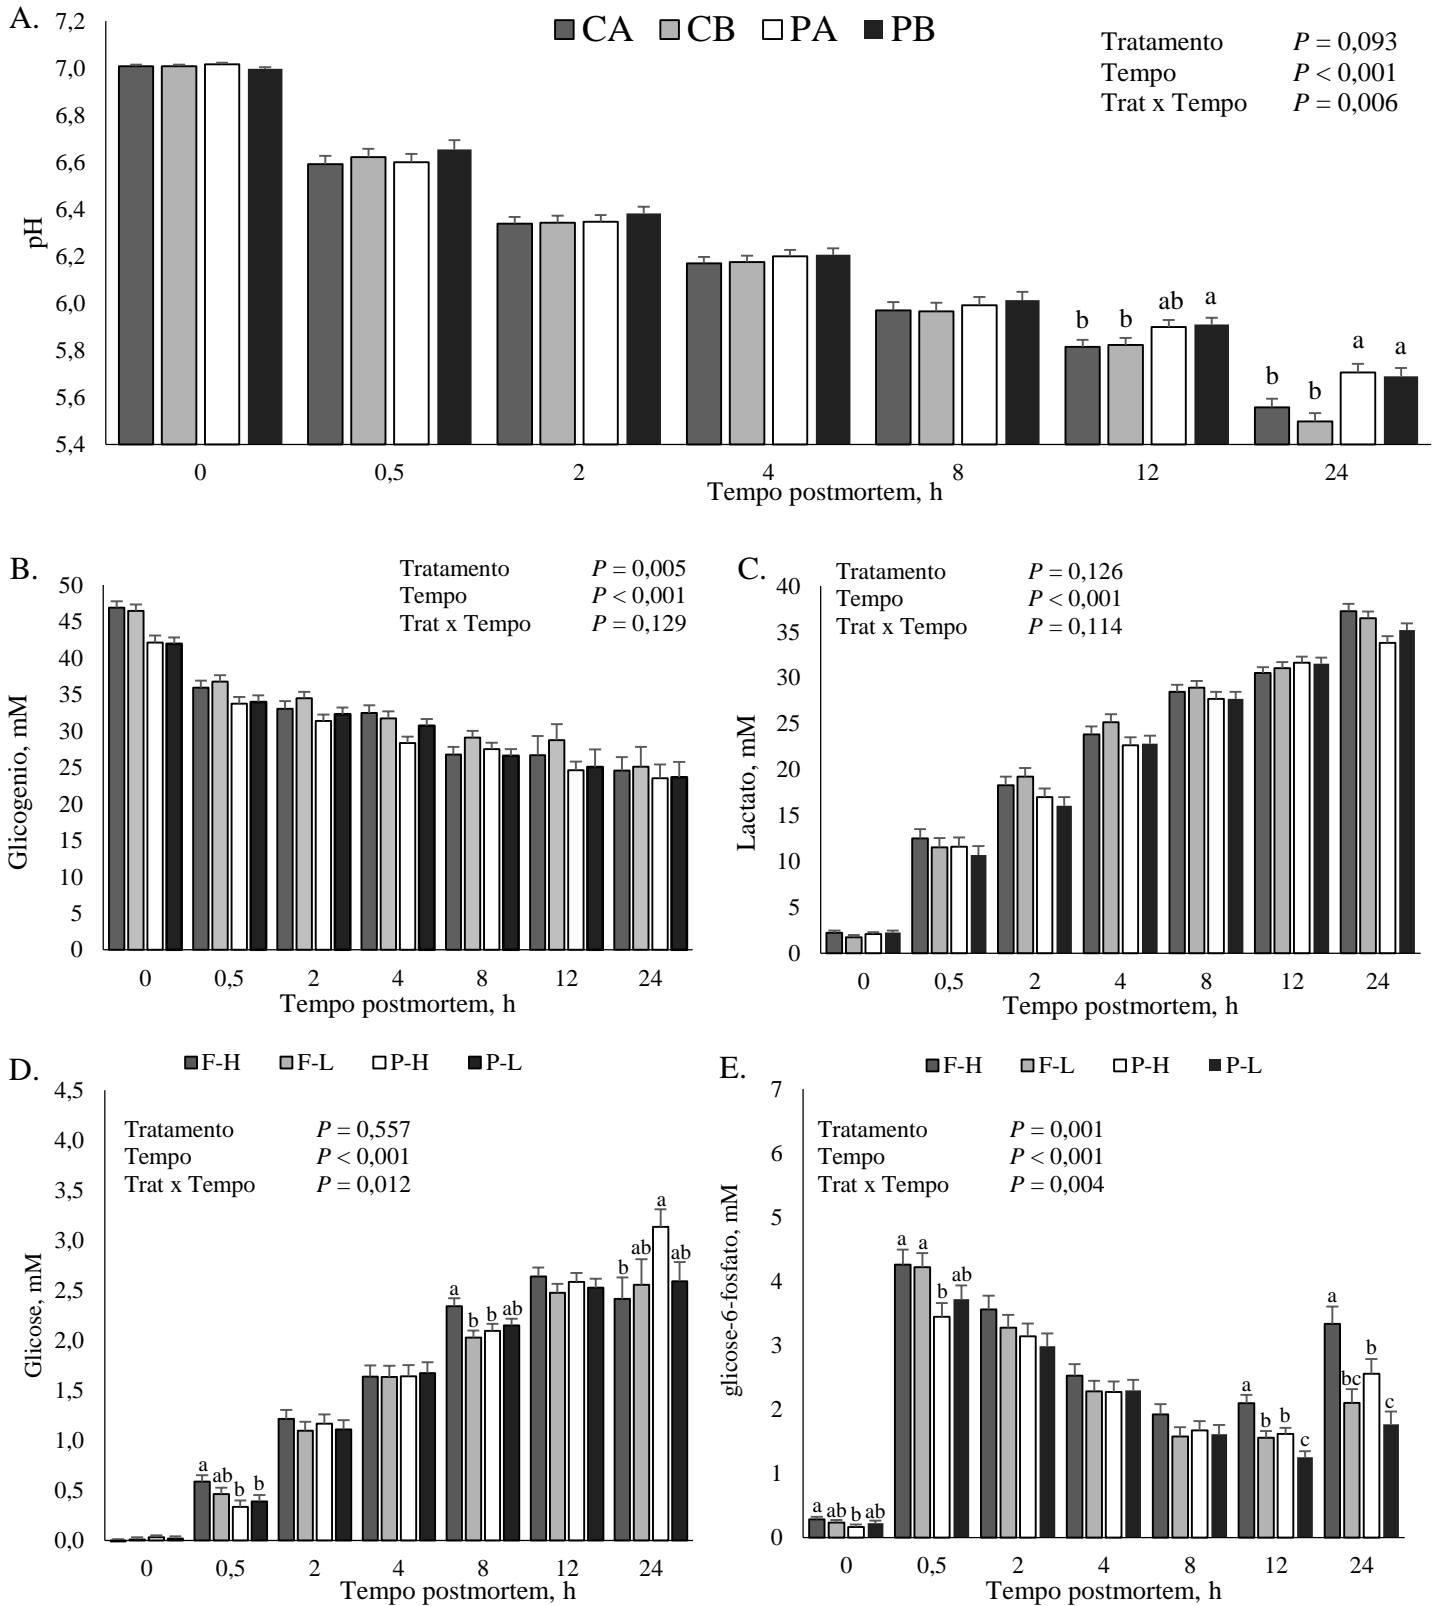 A.
CA CB PA PB
Tratamento P = 0,093
Tempo P < 0,001
Trat x Tempo P = 0,006
7,2
7,0
6,8
6,6
6,4
6,2
6,0
5,8
5,6
5,4
pH
b b ab a
b b a a
0 0,5 2 4 8 12 24
Tempo postmortem, h
B.
Tratamento P = 0,005
Tempo P < 0,001
Trat x Tempo P = 0,129
50
45
40
35
30
25
20
15
10
5
0
Glicogenio, mM
0 0,5 2 4 8 12 24
Tempo postmortem, h
C.
Tratamento P = 0,126
Tempo P < 0,001
Trat x Tempo P = 0,114
40
35
30
25
20
15
10
5
0
Lactato, mM
0 0,5 2 4 8 12 24
Tempo postmortem, h
D.
F-H F-L P-H P-L
Tratamento P = 0,557
Tempo P < 0,001
Trat x Tempo P = 0,012
4,5
4,0
3,5
3,0
2,5
2,0
1,5
1,0
0,5
0,0
Glicose, mM
a ab b b
a b b ab
b ab a ab
0 0,5 2 4 8 12 24
Tempo postmortem, h
E.
F-H F-L P-H P-L
Tratamento P = 0,001
Tempo P < 0,001
Trat x Tempo P = 0,004
7
6
5
4
3
2
1
0
glicose-6-fosfato, mM
a ab b ab
a a b ab
a b b c
a bc b c
0 0,5 2 4 8 12 24
Tempo postmortem, h